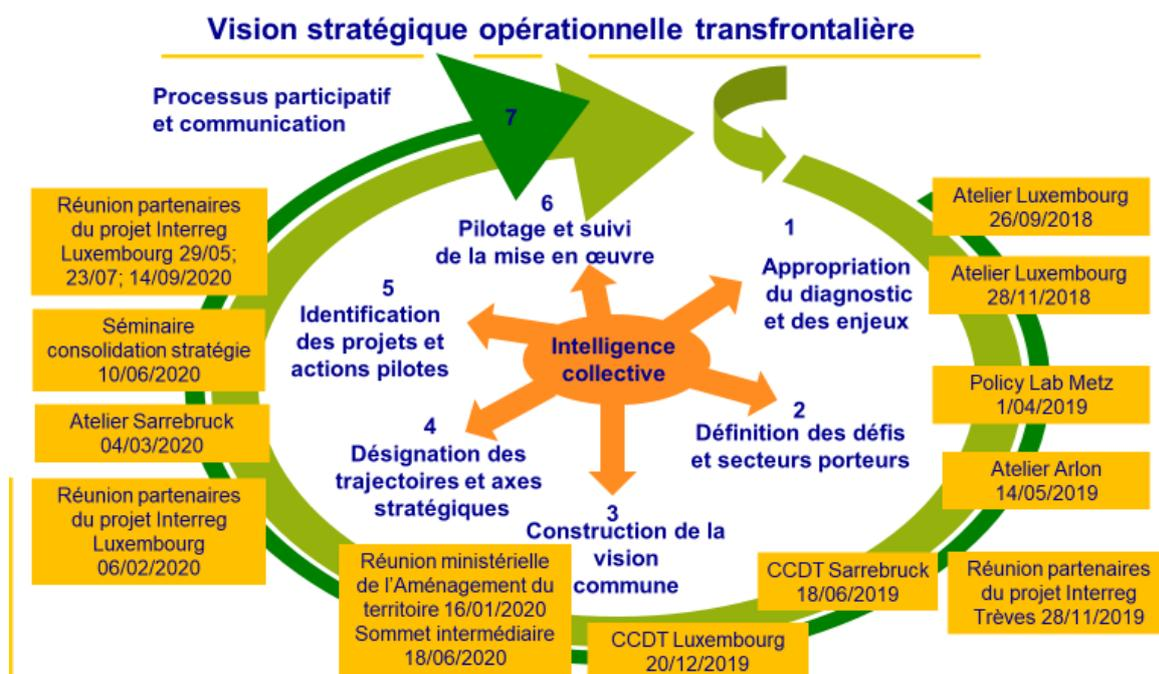 Vision stratégique opérationnelle transfrontalière
Processus participatif
et communication
7
6
Pilotage et suivi
de la mise en œuvre
1
Appropriation
du diagnostic
et des enjeux
5
Identification
des projets et
actions pilotes
Intelligence
collective
2
Définition des défis
et secteurs porteurs
4
Désignation des
trajectoires et axes
stratégiques
3
Construction de la
vision
commune
Atelier Luxembourg
26/09/2018
Atelier Luxembourg
28/11/2018
Policy Lab Metz
1/04/2019
Atelier Arlon
14/05/2019
CCDT Sarrebruck
18/06/2019
Réunion partenaires
du projet Interreg
Trèves 28/11/2019
CCDT Luxembourg
20/12/2019
Réunion ministérielle
de l'Aménagement du
territoire 16/01/2020
Sommet intermédiaire
18/06/2020
Réunion partenaires
du projet Interreg
Luxembourg
06/02/2020
Atelier Sarrebruck
04/03/2020
Séminaire
consolidation stratégie
10/06/2020
Réunion partenaires
du projet Interreg
Luxembourg 29/05;
23/07; 14/09/2020